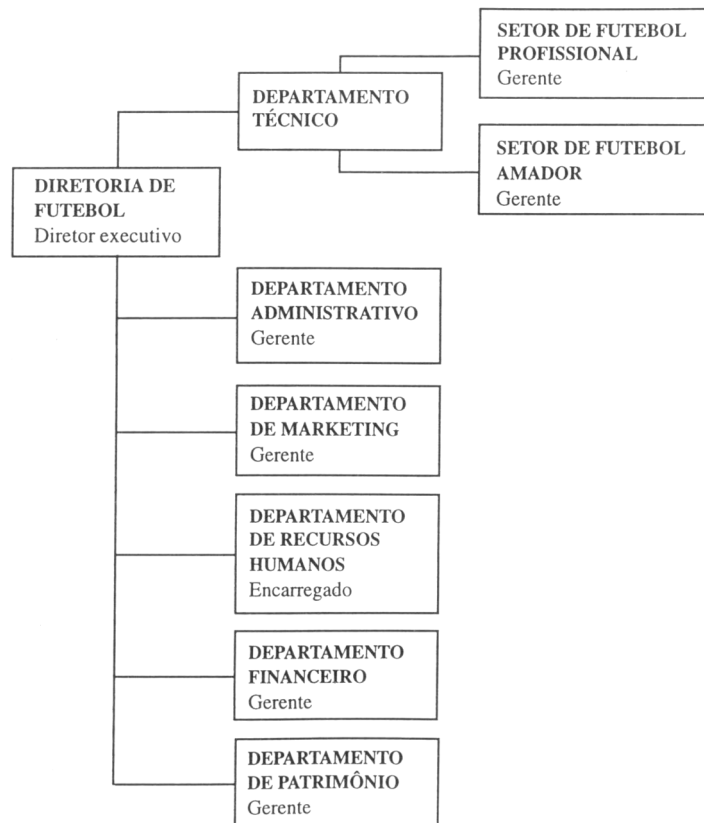 SETOR DE FUTEBOL
PROFISSIONAL
Gerente
DEPARTAMENTO
TÉCNICO
SETOR DE FUTEBOL
AMADOR
Gerente
DIRETORIA DE
FUTEBOL
Diretor executivo
DEPARTAMENTO
ADMINISTRATIVO
Gerente
DEPARTAMENTO
DE MARKETING
Gerente
DEPARTAMENTO
DE RECURSOS
HUMANOS
Encarregado
DEPARTAMENTO
FINANCEIRO
Gerente
DEPARTAMENTO
DE PATRIMÔNIO
Gerente